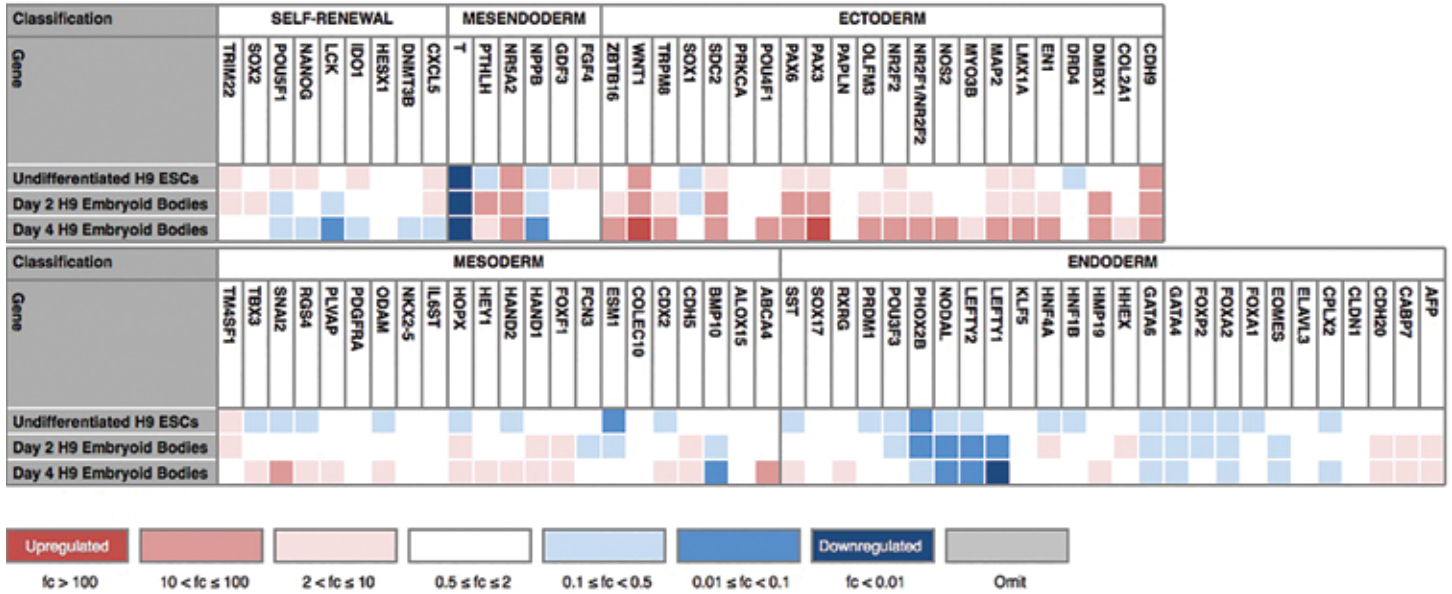 Classification SELF-RENEWAL MESENDODERM ECTODERM
Gene TRIM22 SOX2 POU5F1 NANOG LCK IDO1 HESX1 DNMT3B CXCL5 T PTHLH NR5A2 NPPB GDF3 FGF4 ZBTB16 WNT1 TRPM8 SOX1 SDC2 PRKCA POU4F1 PAX6 PAX3 PAPLN OLFM3 NR2F2 NR2F1/NR2F2 NOS2 MYO3B MAP2 LMX1A EN1 DRD4 DMBX1 COL2A1 CDH9
Undifferentiated H9 ESCs
Day 2 H9 Embryoid Bodies
Day 4 H9 Embryoid Bodies
Classification MESODERM ENDODERM
Gene TM4SF1 TBX3 SNAI2 RGS4 PLVAP PDGFRA ODAM NKX2-5 IL6ST HOPX HEY1 HAND2 HAND1 FOXF1 FCN3 ESM1 COLEC10 CDX2 CDH5 BMP10 ALOX15 ABCA4 SST SOX17 RXRG PRDM1 POU3F3 PHOX2B NODAL LEFTY2 LEFTY1 KLF5 HNF4A HNF1B HMP19 HHEX GATA6 GATA4 FOXP2 FOXA2 FOXA1 EOMES ELAVL3 CPLX2 CLDN1 CDH20 CABP7 AFP
Undifferentiated H9 ESCs
Day 2 H9 Embryoid Bodies
Day 4 H9 Embryoid Bodies
Upregulated Downregulated
fc > 100 10 < fc ≤ 100 2 < fc ≤ 10 0.5 ≤ fc ≤ 2 0.1 ≤ fc < 0.5 0.01 ≤ fc < 0.1 fc < 0.01 Omit